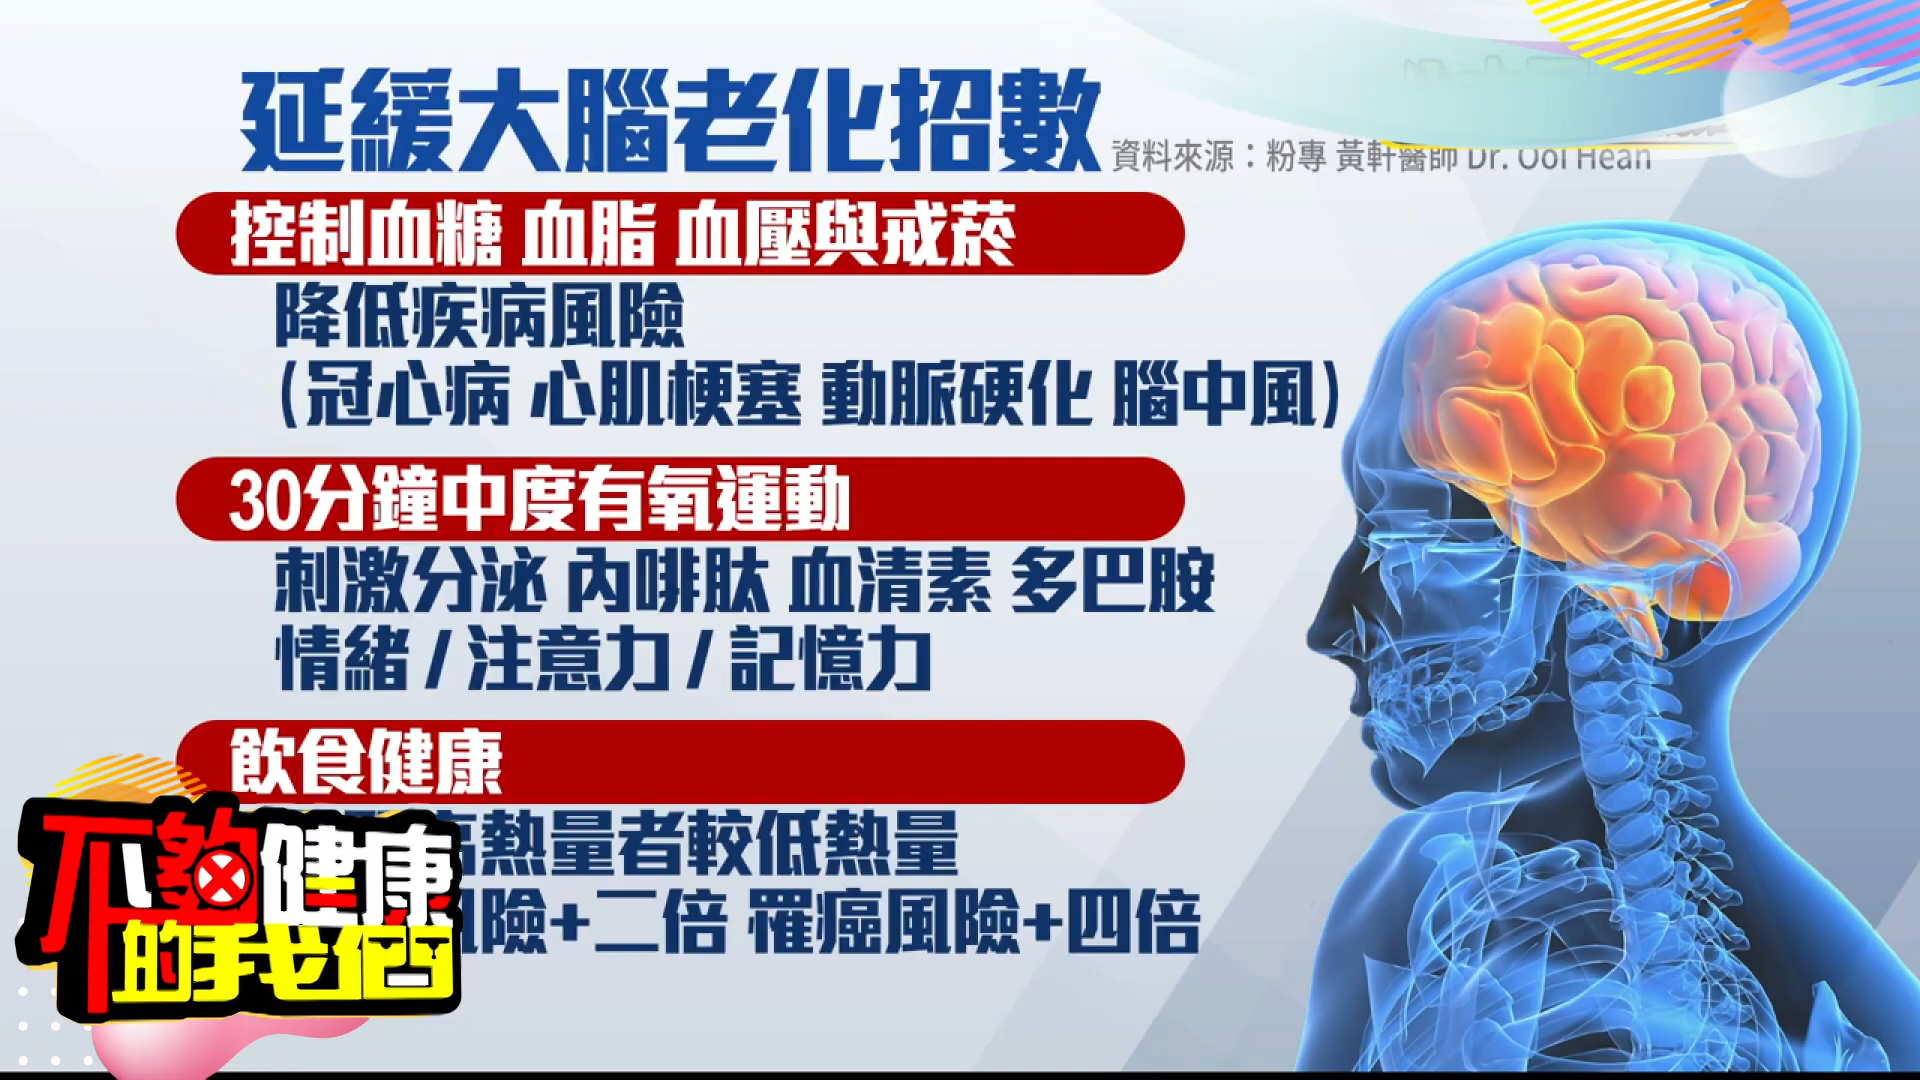 延緩大腦老化招數
資料來源：粉專 黃軒醫師 Dr. Ooi Hean
控制血糖 血脂 血壓與戒菸
降低疾病風險
(冠心病 心肌梗塞 動脈硬化 腦中風)
30分鐘中度有氧運動
刺激分泌 內啡肽 血清素 多巴胺
情緒 / 注意力 / 記憶力
飲食健康
高熱量者較低熱量
風險+二倍 罹癌風險+四倍
不夠健康
的我個